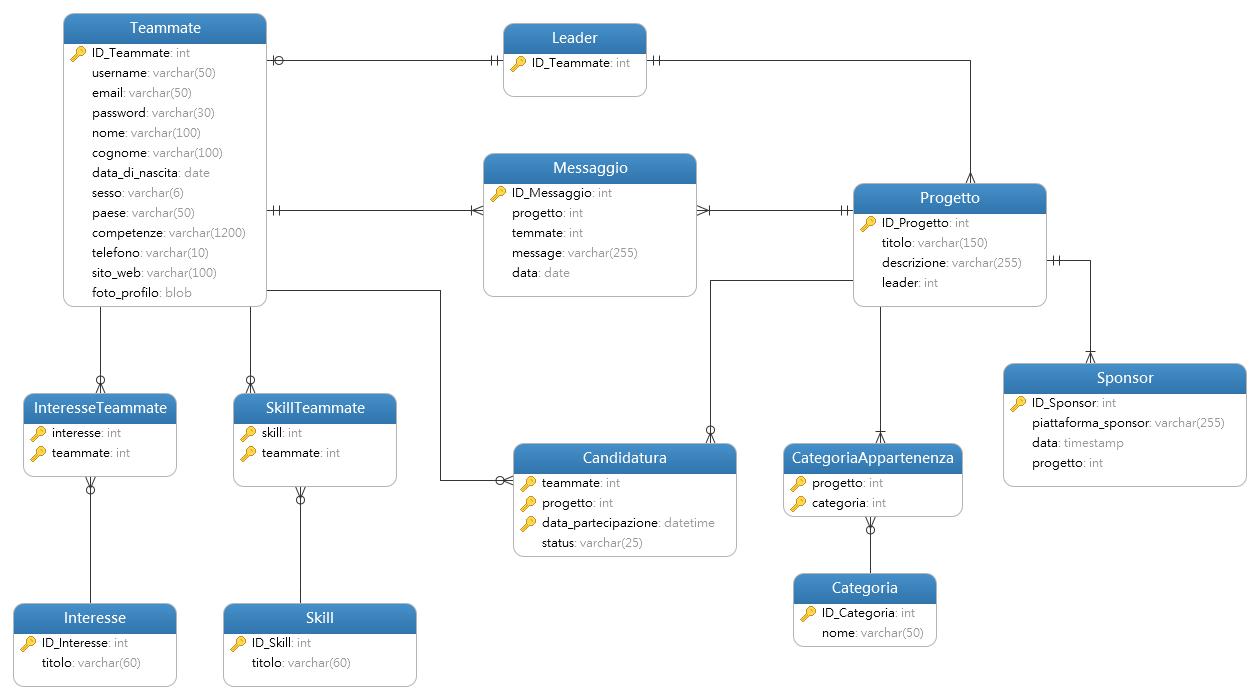 Teammate
ID_Teammate: int
username: varchar(50)
email: varchar(50)
password: varchar(30)
nome: varchar(100)
cognome: varchar(100)
data_di_nascita: date
sesso: varchar(6)
paese: varchar(50)
competenze: varchar(1200)
telefono: varchar(10)
sito_web: varchar(100)
foto_profilo: blob
Leader
ID_Teammate: int
Messaggio
ID_Messaggio: int
progetto: int
temmate: int
message: varchar(255)
data: date
Progetto
ID_Progetto: int
titolo: varchar(150)
descrizione: varchar(255)
leader: int
Sponsor
ID_Sponsor: int
piattaforma_sponsor: varchar(255)
data: timestamp
progetto: int
InteresseTeammate
interesse: int
teammate: int
SkillTeammate
skill: int
teammate: int
Candidatura
teammate: int
progetto: int
data_partecipazione: datetime
status: varchar(25)
CategoriaAppartenenza
progetto: int
categoria: int
Categoria
ID_Categoria: int
nome: varchar(50)
Interesse
ID_Interesse: int
titolo: varchar(60)
Skill
ID_Skill: int
titolo: varchar(60)